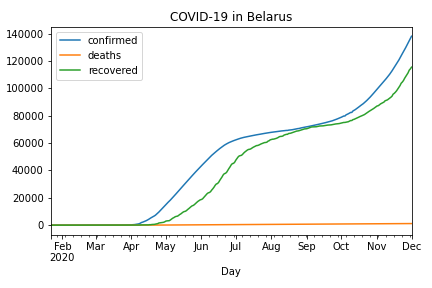 COVID-19 in Belarus
confirmed
deaths
recovered
140000
120000
100000
80000
60000
40000
20000
0
Feb Mar Apr May Jun Jul Aug Sep Oct Nov Dec
2020
Day